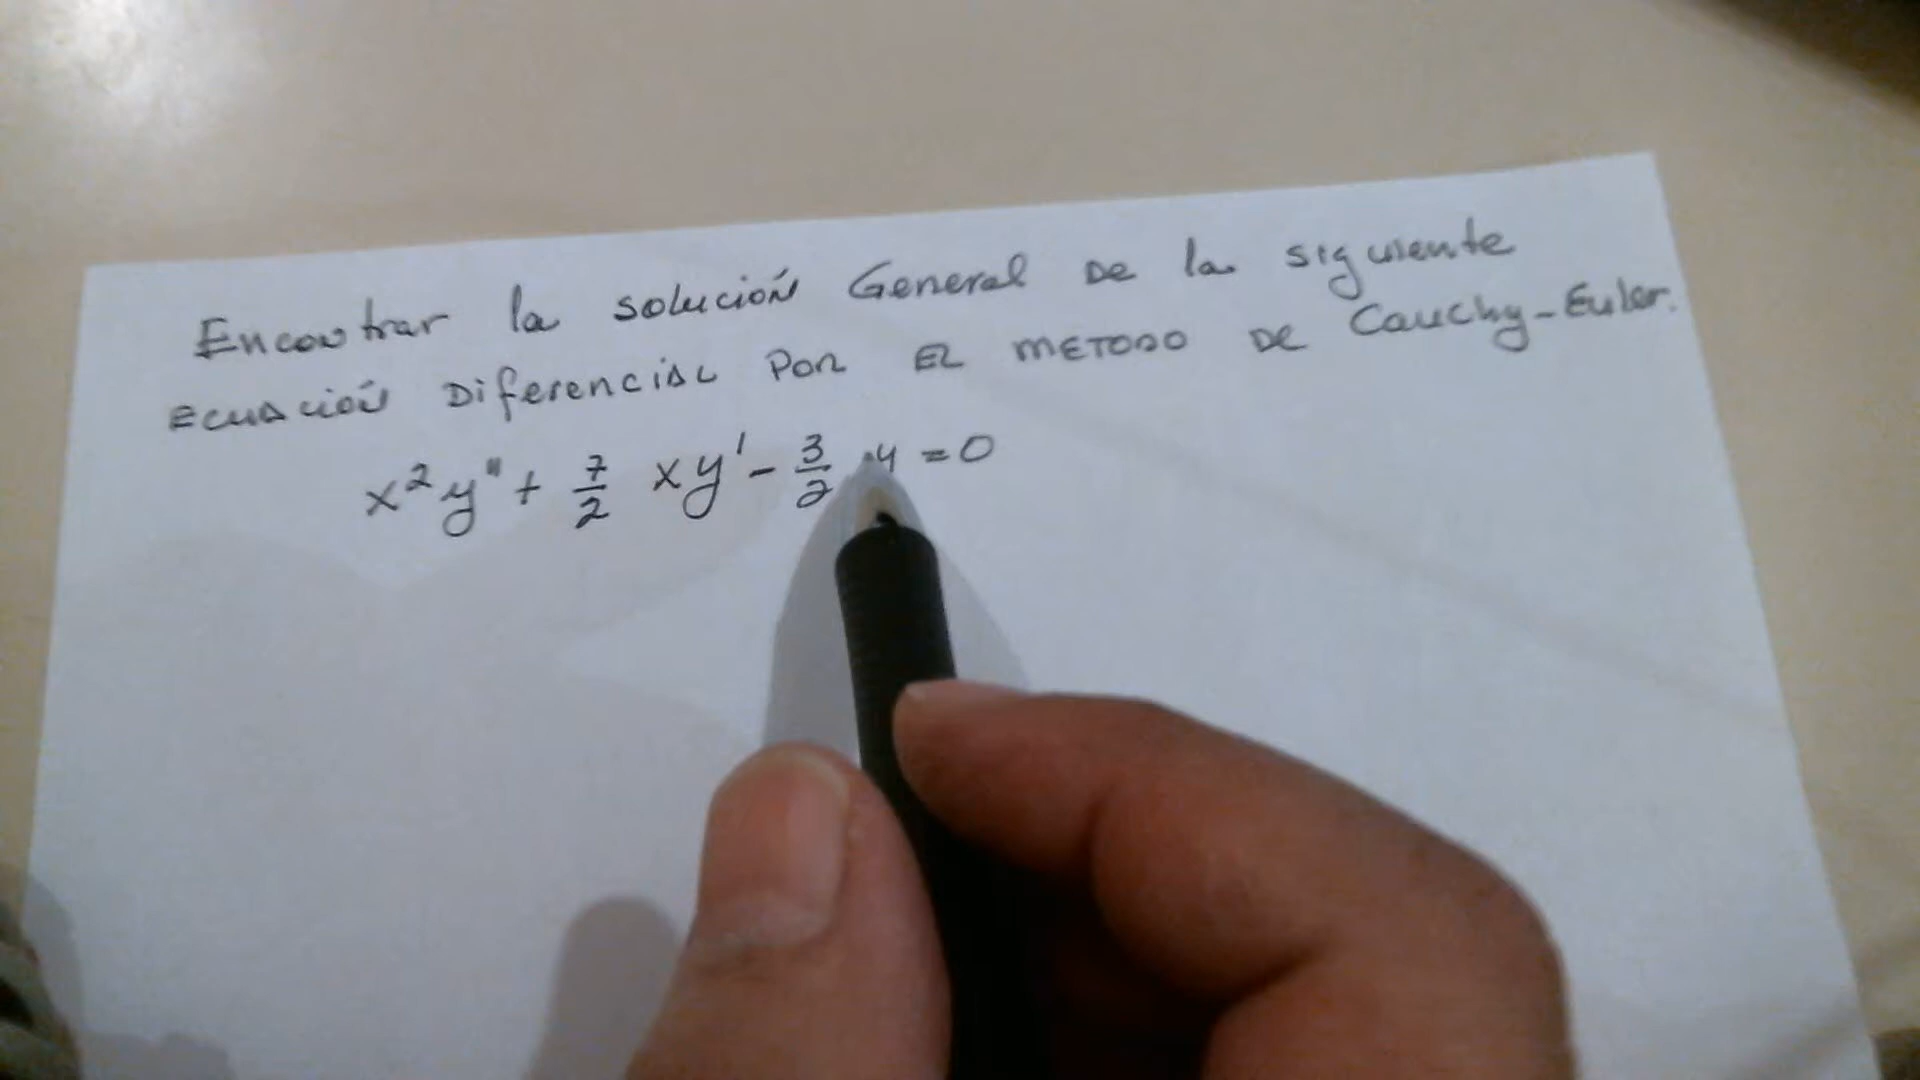 Encontrar la solución General de la siguiente
Ecuación Diferencial por el metodo de Cauchy-Euler.
x²y" + 7/2 xy' - 3/2 y = 0